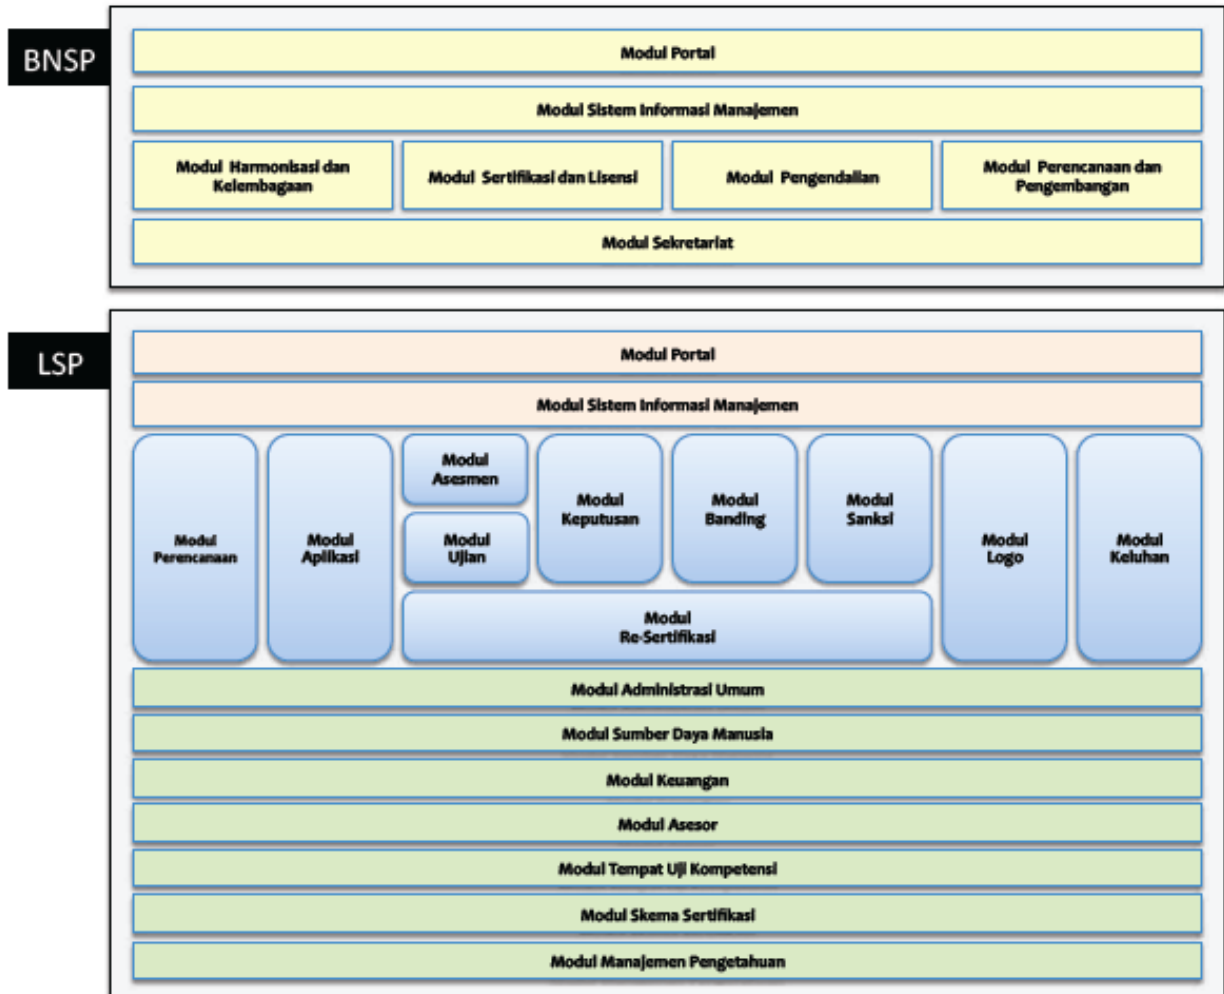 BNSP
Modul Portal
Modul Sistem Informasi Manajemen
Modul Harmonisasi dan
Kelembagaan
Modul Sertifikasi dan Lisensi
Modul Pengendalian
Modul Perencanaan dan
Pengembangan
Modul Sekretariat
LSP
Modul Portal
Modul Sistem Informasi Manajemen
Modul
Perencanaan
Modul
Aplikasi
Modul
Asesmen
Modul
Ujian
Modul
Keputusan
Modul
Banding
Modul
Sanksi
Modul
Re-Sertifikasi
Modul
Logo
Modul
Keluhan
Modul Administrasi Umum
Modul Sumber Daya Manusia
Modul Keuangan
Modul Asesor
Modul Tempat Uji Kompetensi
Modul Skema Sertifikasi
Modul Manajemen Pengetahuan